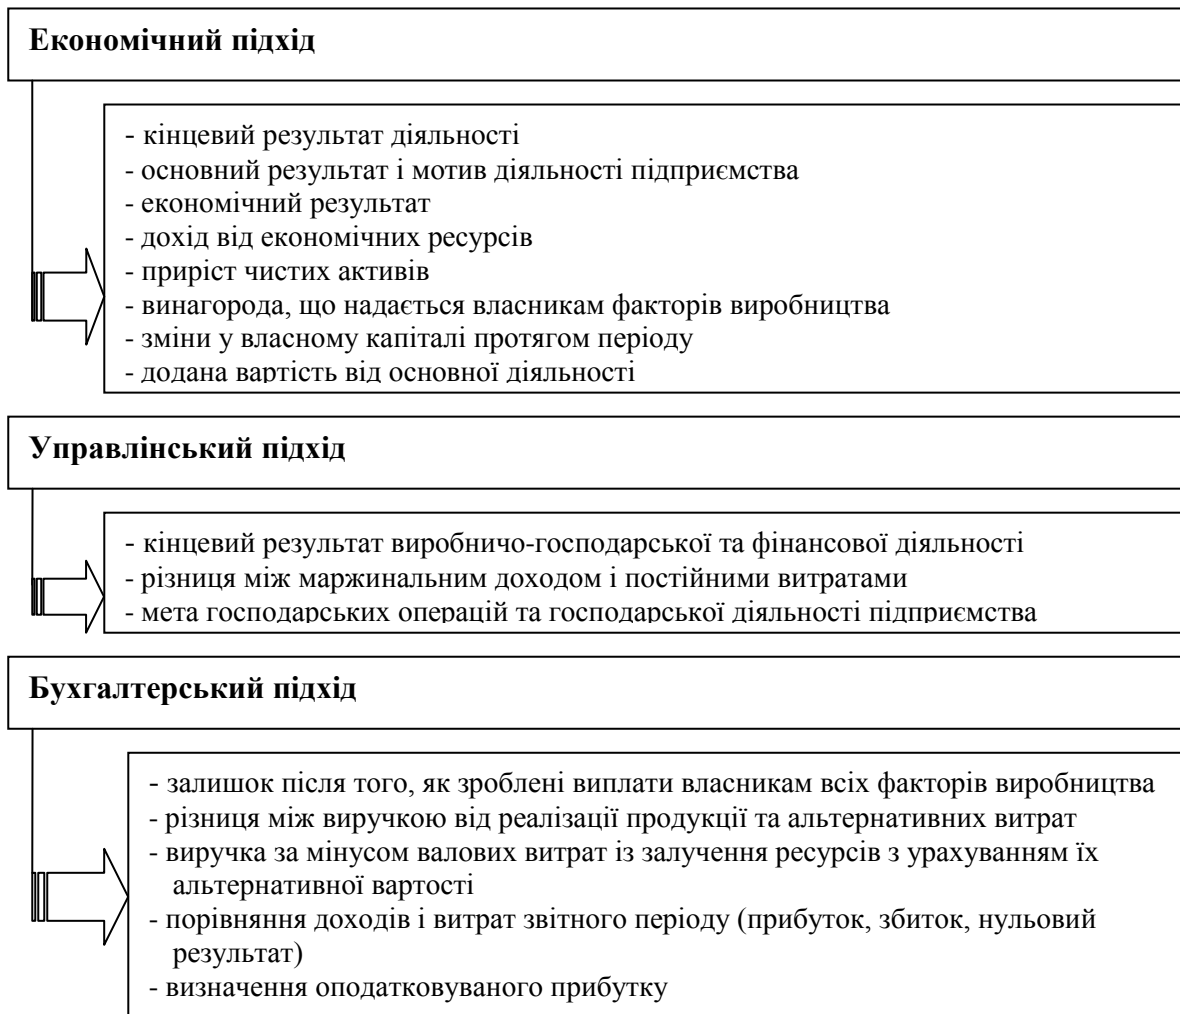 Економічний підхід
- кінцевий результат діяльності
- основний результат і мотив діяльності підприємства
- економічний результат
- дохід від економічних ресурсів
- приріст чистих активів
- винагорода, що надається власникам факторів виробництва
- зміни у власному капіталі протягом періоду
- додана вартість від основної діяльності
Управлінський підхід
- кінцевий результат виробничо-господарської та фінансової діяльності
- різниця між маржинальним доходом і постійними витратами
- мета господарських операцій та господарської діяльності підприємства
Бухгалтерський підхід
- залишок після того, як зроблені виплати власникам всіх факторів виробництва
- різниця між виручкою від реалізації продукції та альтернативних витрат
- виручка за мінусом валових витрат із залучення ресурсів з урахуванням їх
альтернативної вартості
- порівняння доходів і витрат звітного періоду (прибуток, збиток, нульовий
результат)
- визначення оподатковуваного прибутку